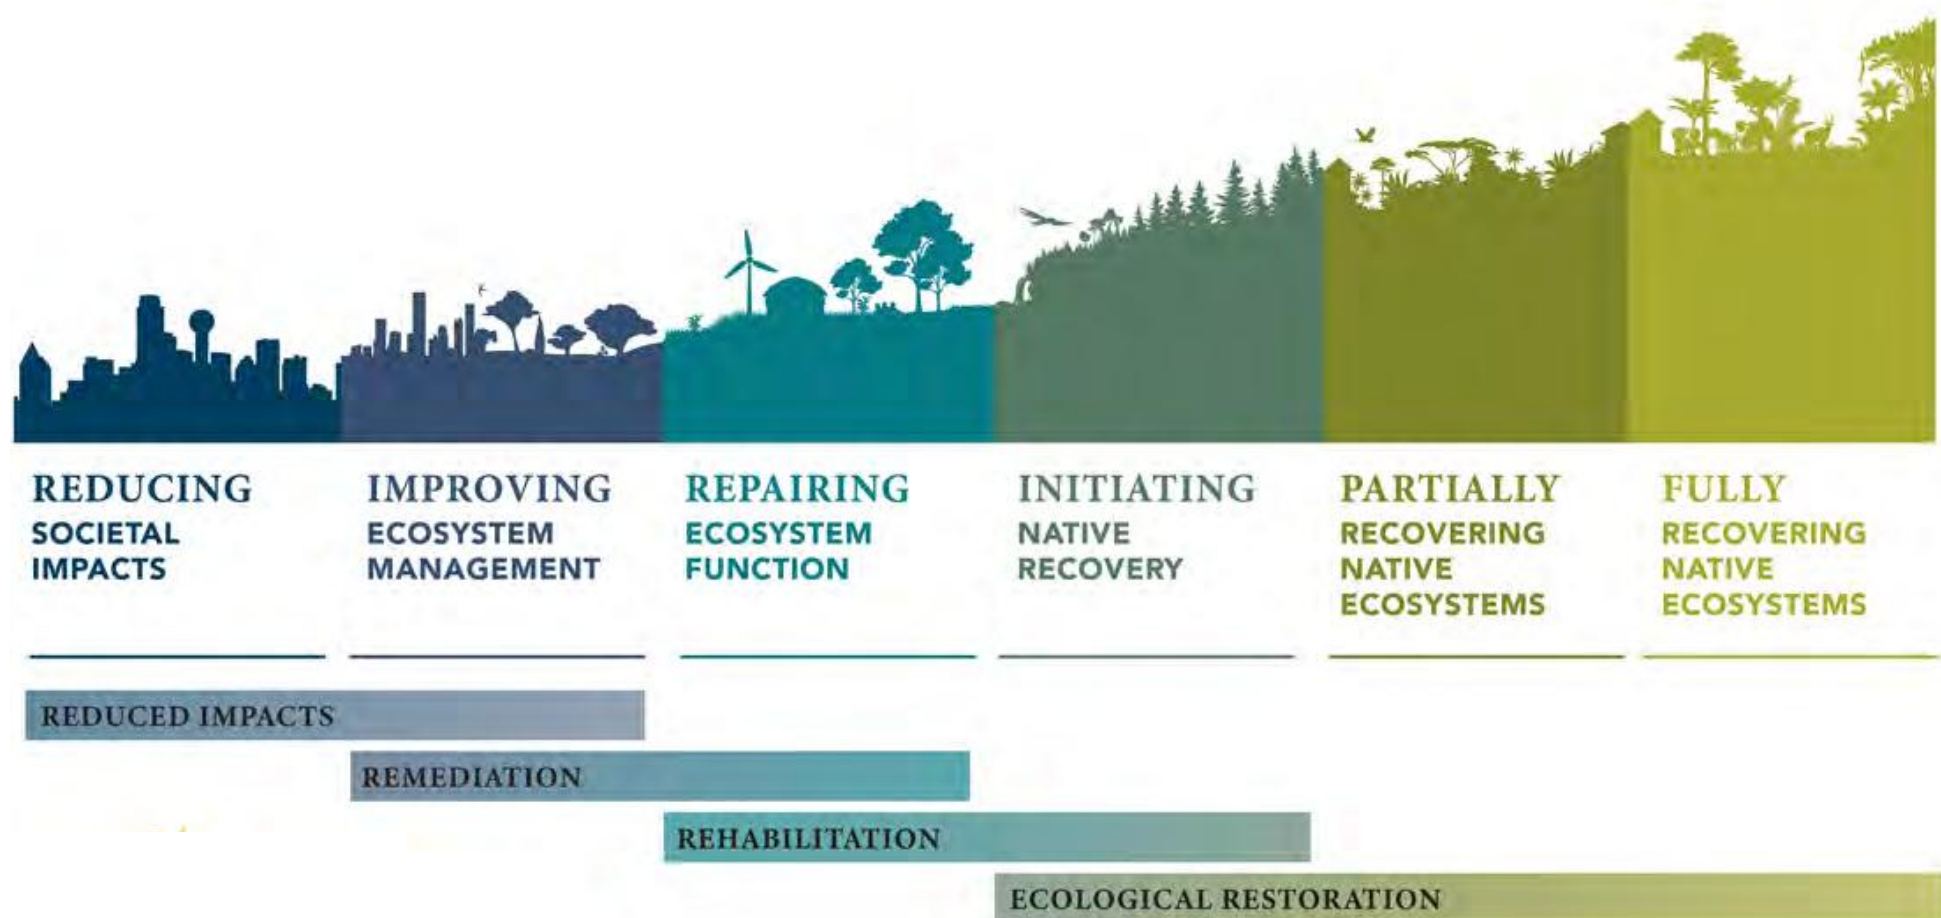 REDUCING
SOCIETAL
IMPACTS
IMPROVING
ECOSYSTEM
MANAGEMENT
REPAIRING
ECOSYSTEM
FUNCTION
INITIATING
NATIVE
RECOVERY
PARTIALLY
RECOVERING
NATIVE
ECOSYSTEMS
FULLY
RECOVERING
NATIVE
ECOSYSTEMS
REDUCED IMPACTS
REMEDIATION
REHABILITATION
ECOLOGICAL RESTORATION